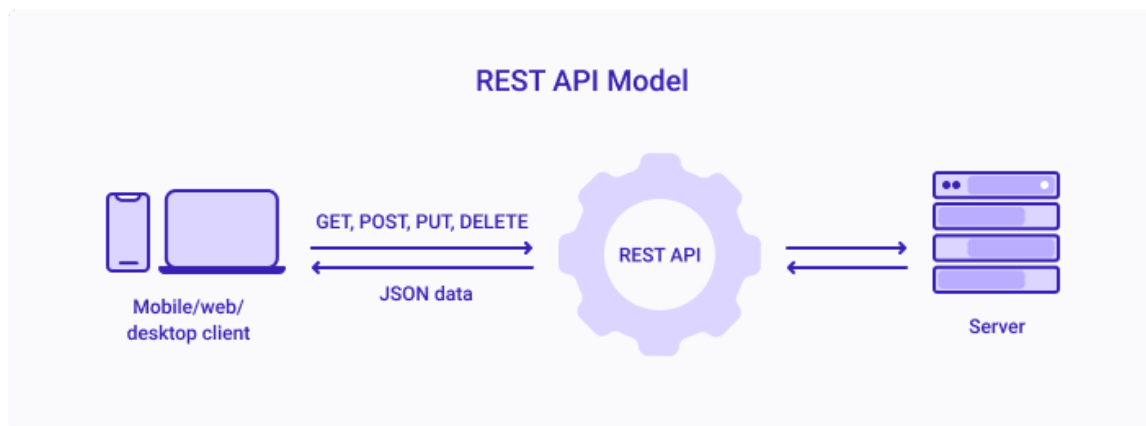 REST API Model
GET, POST, PUT, DELETE
REST API
JSON data
Mobile/web/
desktop client
Server